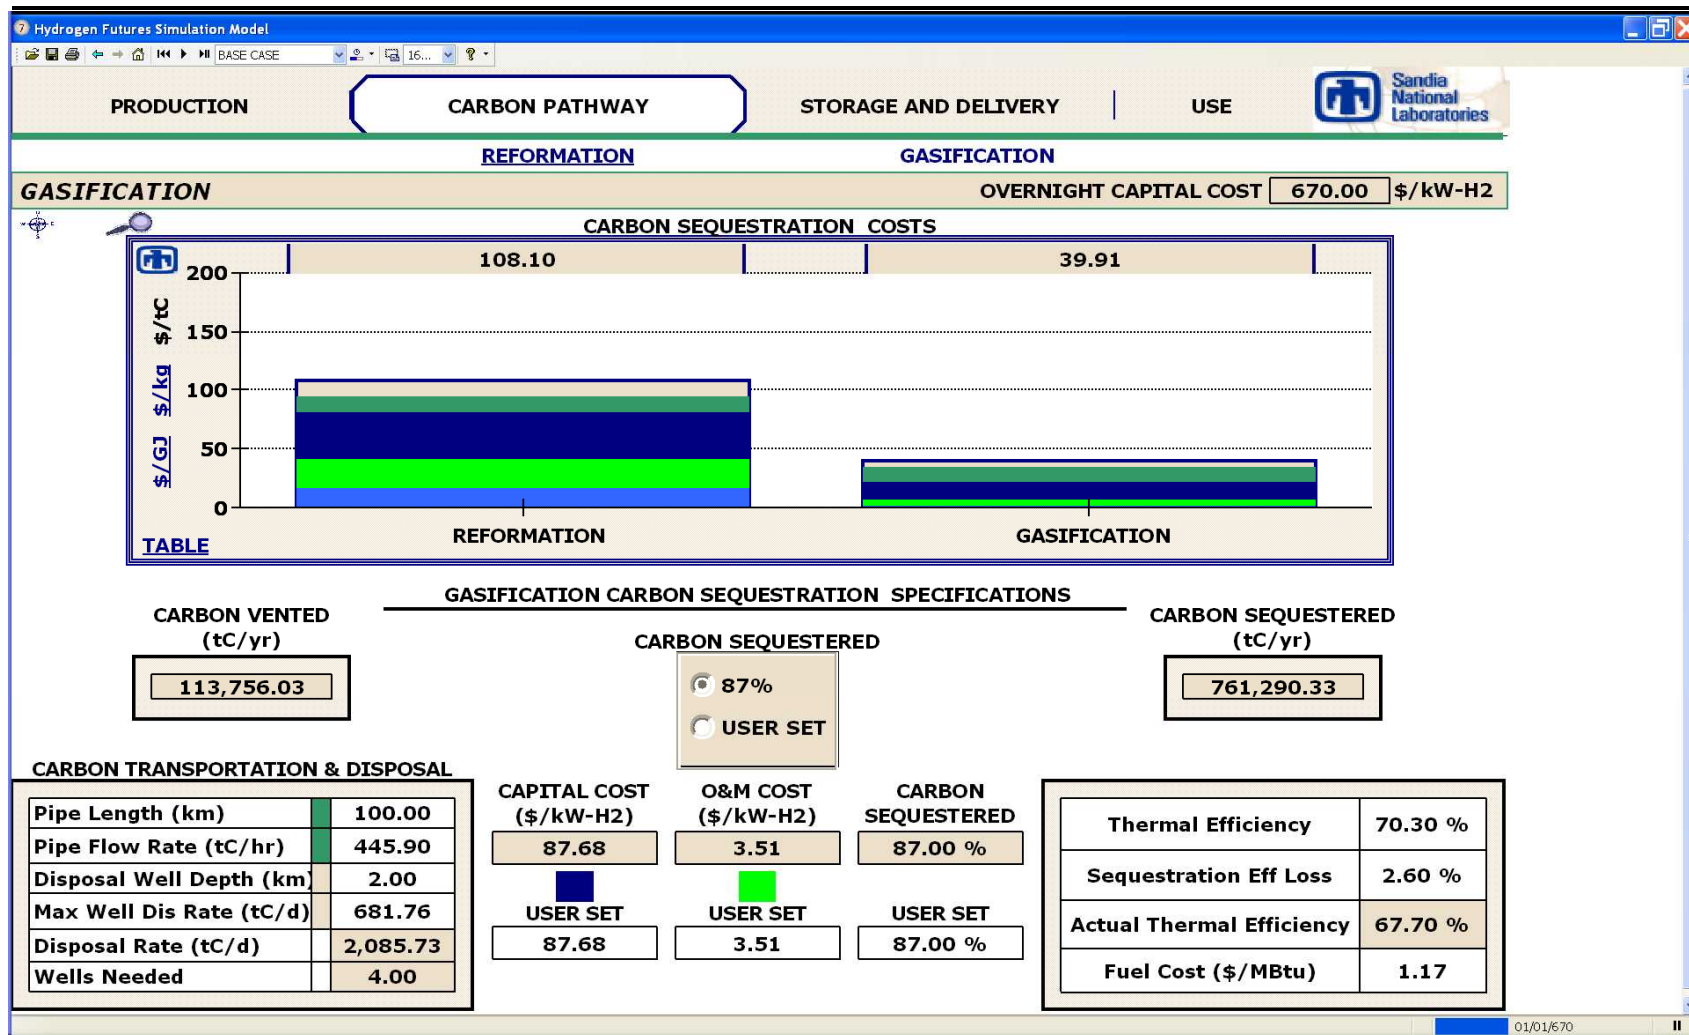 Hydrogen Futures Simulation Model
BASE CASE
16...
PRODUCTION
CARBON PATHWAY
STORAGE AND DELIVERY
USE
Sandia
National
Laboratories
REFORMATION
GASIFICATION
GASIFICATION
OVERNIGHT CAPITAL COST 670.00 $/kW-H2
CARBON SEQUESTRATION COSTS
108.10
39.91
$/GJ $/kg $/tC
200
150
100
50
0
REFORMATION
GASIFICATION
TABLE
GASIFICATION CARBON SEQUESTRATION SPECIFICATIONS
CARBON VENTED
(tC/yr)
113,756.03
CARBON SEQUESTERED
87%
USER SET
CARBON SEQUESTERED
(tC/yr)
761,290.33
CARBON TRANSPORTATION & DISPOSAL
Pipe Length (km) 100.00
Pipe Flow Rate (tC/hr) 445.90
Disposal Well Depth (km) 2.00
Max Well Dis Rate (tC/d) 681.76
Disposal Rate (tC/d) 2,085.73
Wells Needed 4.00
CAPITAL COST
($/kW-H2)
87.68
USER SET
87.68
O&M COST
($/kW-H2)
3.51
USER SET
3.51
CARBON
SEQUESTERED
87.00 %
USER SET
87.00 %
Thermal Efficiency 70.30 %
Sequestration Eff Loss 2.60 %
Actual Thermal Efficiency 67.70 %
Fuel Cost ($/MBtu) 1.17
01/01/670